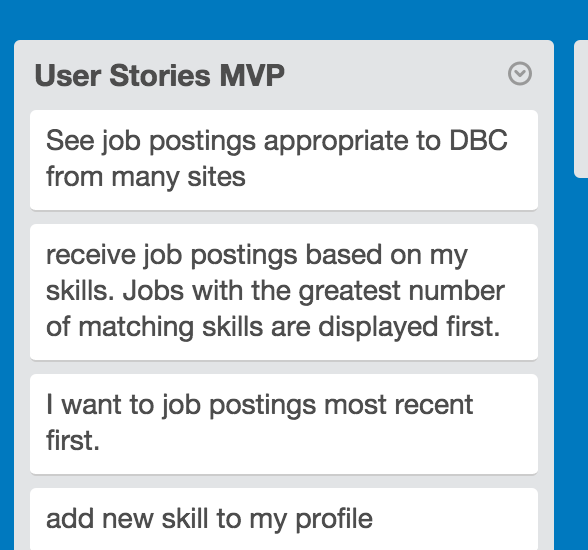 User Stories MVP
See job postings appropriate to DBC
from many sites
receive job postings based on my
skills. Jobs with the greatest number
of matching skills are displayed first.
I want to job postings most recent
first.
add new skill to my profile